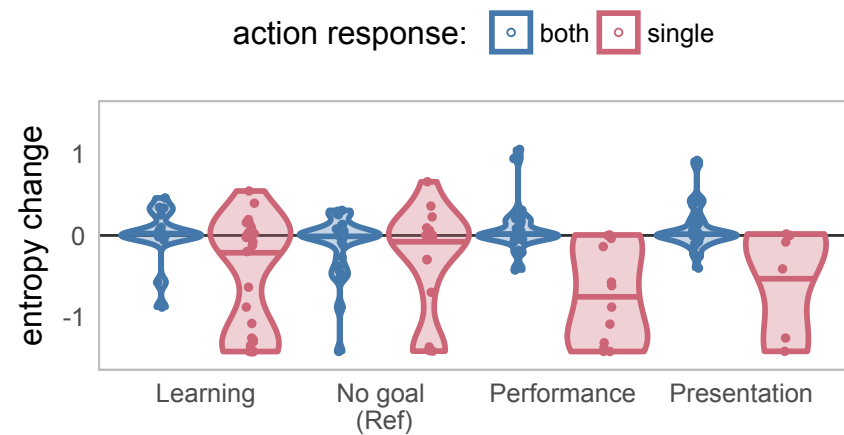 action response: both single
entropy change
1
0
-1
Learning No goal Performance Presentation
(Ref)